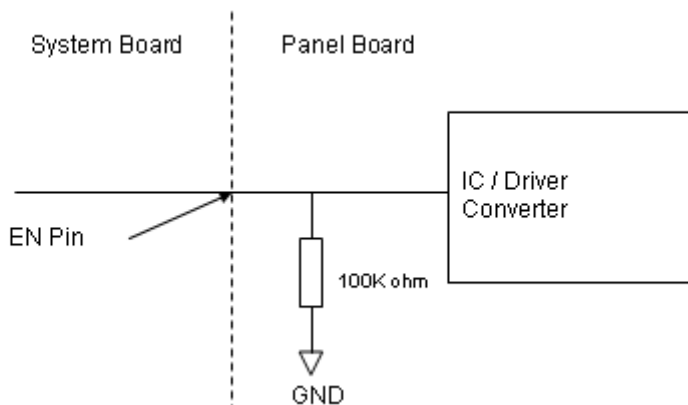 System Board
Panel Board
IC / Driver
Converter
EN Pin
100K ohm
GND